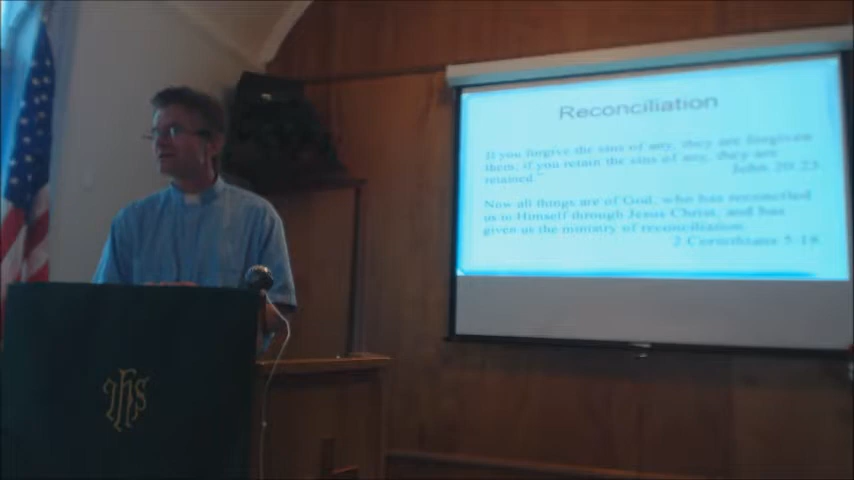 Reconciliation
If you forgive the sins of any, they are forgiven
them; if you retain the sins of any, they are
retained."
John 20:23
Now all things are of God, who has reconciled
us to Himself through Jesus Christ, and has
given us the ministry of reconciliation.
2 Corinthians 5:18
IHS